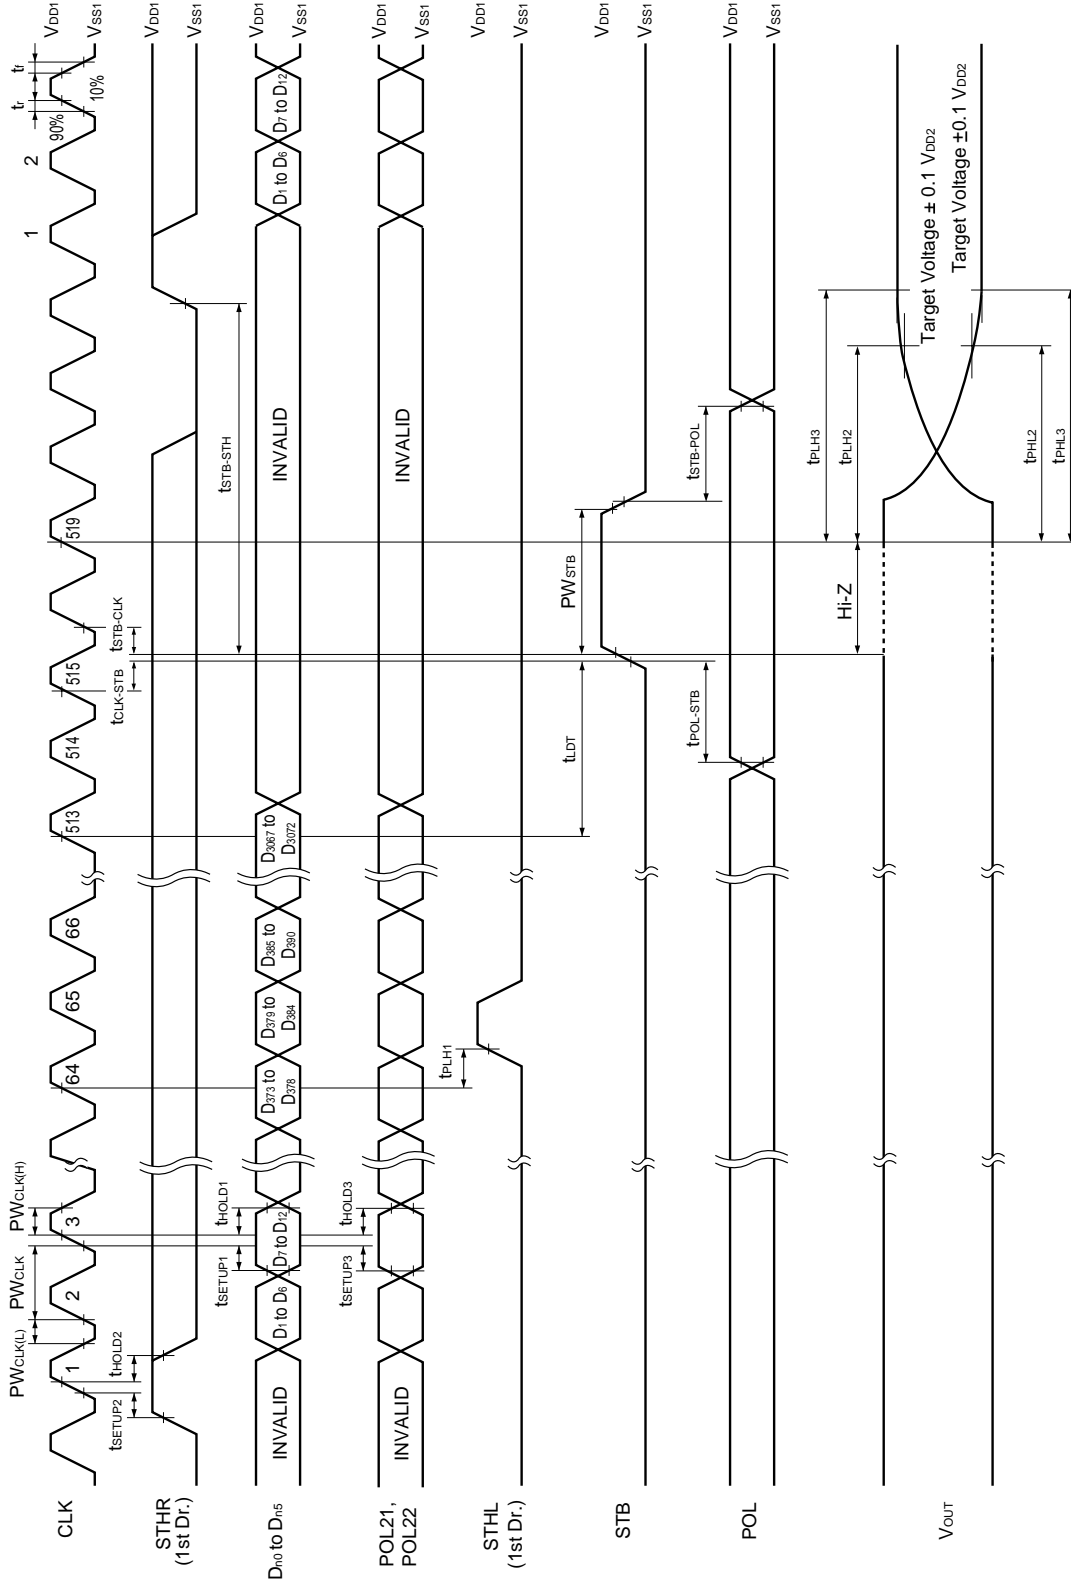 CLK
PWCLK(L)
PWCLK
PWCLK(H)
1
2
3
64
65
66
513
514
515
519
1
2
tr
tf
90%
10%
VDD1
VSS1
tSETUP2
tHOLD2
tCLK-STB
tSTB-CLK
STHR
(1st Dr.)
VDD1
VSS1
tSETUP1
tHOLD1
tSTB-STH
Dn0 to Dn5
INVALID
D1 to D6
D7 to D12
D373 to
D378
D379 to
D384
D385 to
D390
D3067 to
D3072
INVALID
D1 to D6
D7 to D12
VDD1
VSS1
tSETUP3
tHOLD3
POL21,
POL22
INVALID
INVALID
VDD1
VSS1
tPLH1
STHL
(1st Dr.)
VDD1
VSS1
tLDT
PWSTB
STB
VDD1
VSS1
tPOL-STB
tSTB-POL
POL
VDD1
VSS1
tPLH3
tPLH2
Hi-Z
Target Voltage ± 0.1 VDD2
Target Voltage ±0.1 VDD2
VOUT
tPHL2
tPHL3